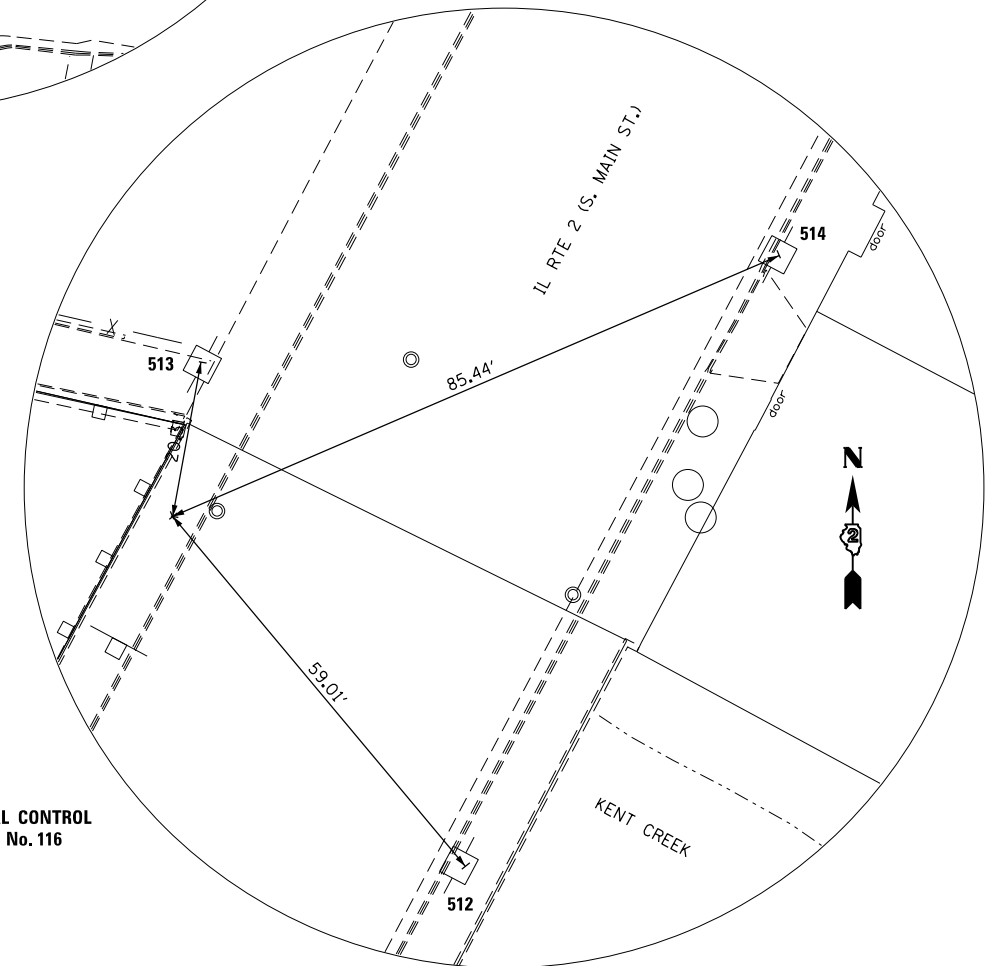 IL RTE 2 (S. MAIN ST.)
514
door
513
85.44'
door
N
2
59.01'
KENT CREEK
L CONTROL
No. 116
512